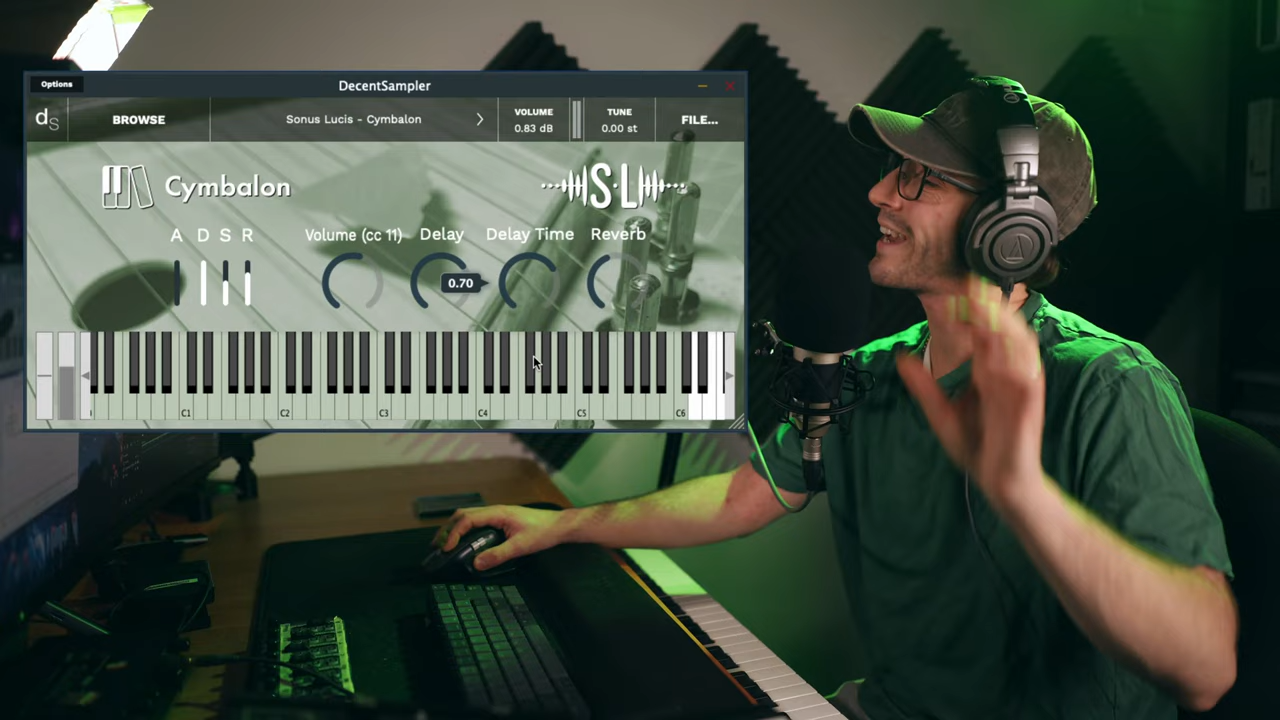 Options
DecentSampler
ds
BROWSE
Sonus Lucis - Cymbalon
VOLUME
0.83 dB
TUNE
0.00 st
FILE...
Cymbalon
S·L
A D S R
Volume (cc 11)
Delay
Delay Time
Reverb
0.70
C1
C2
C3
C4
C5
C6